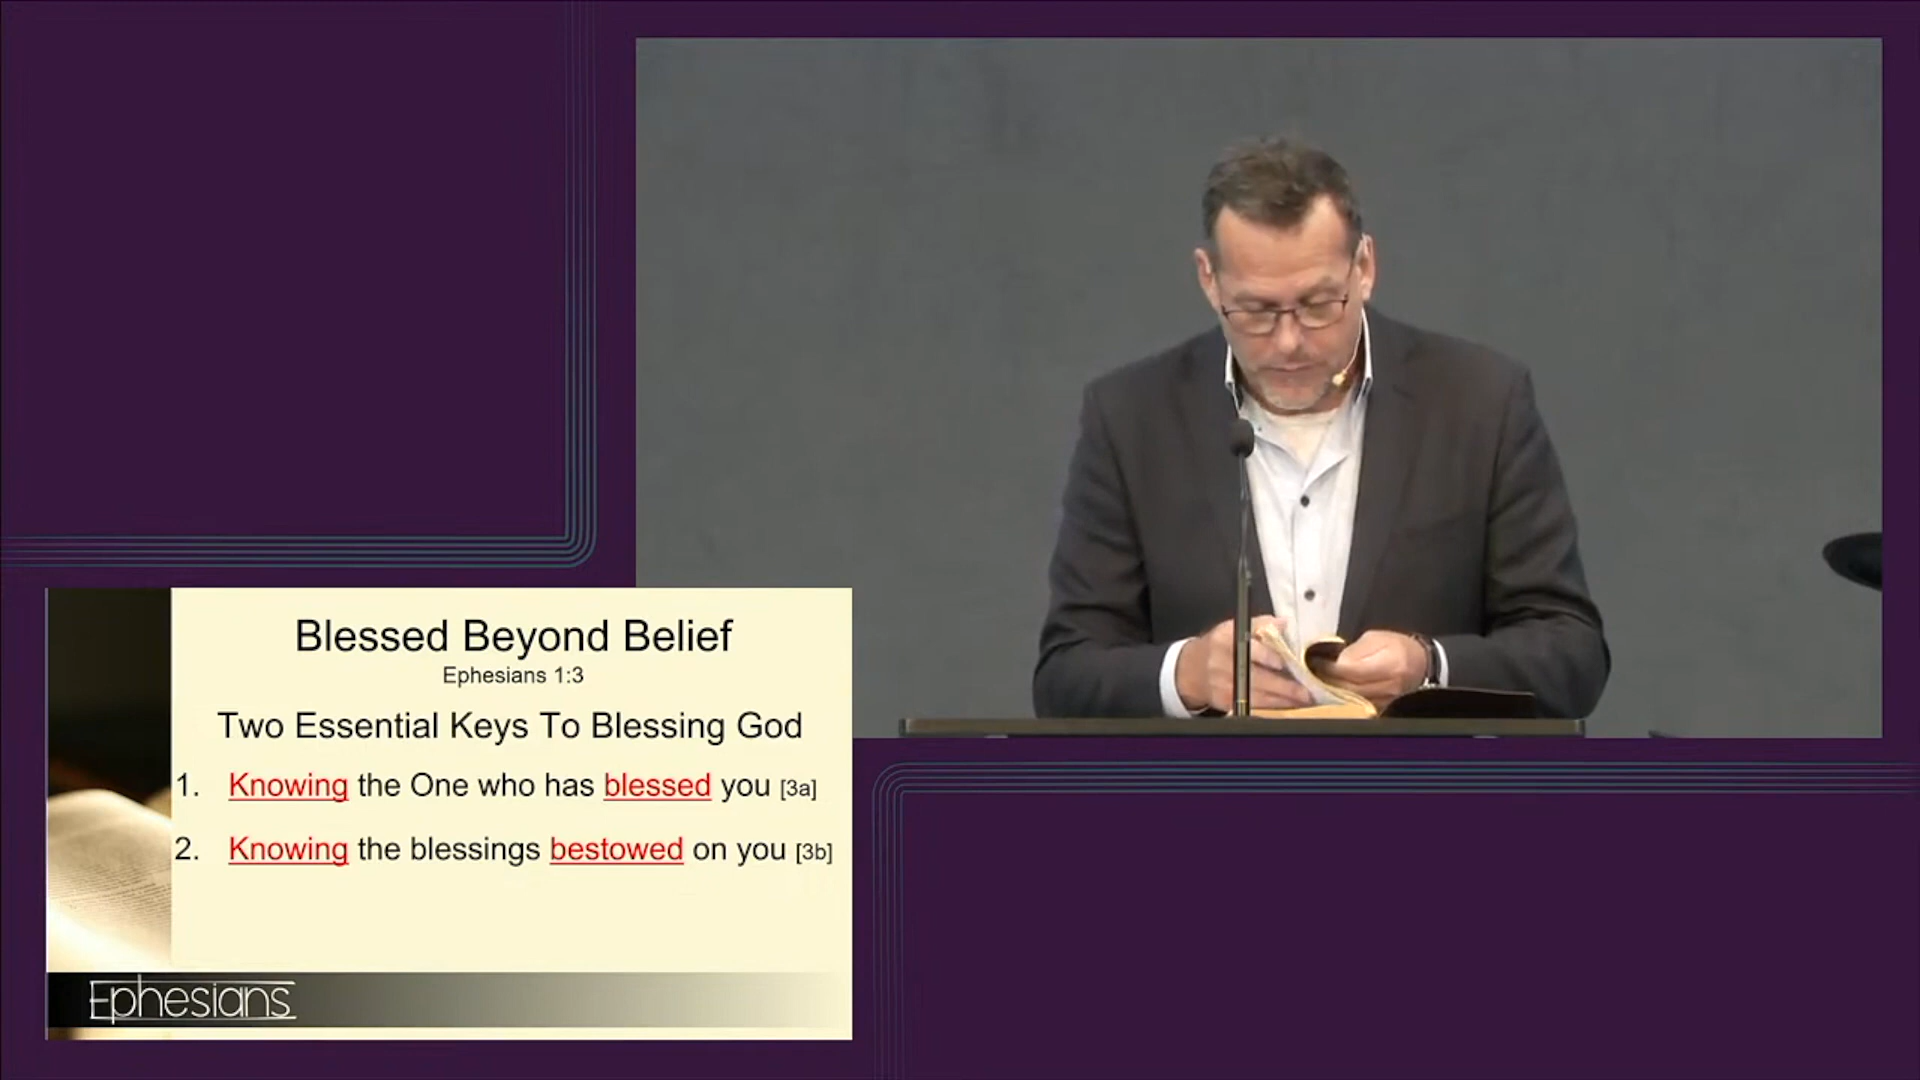 Blessed Beyond Belief
Ephesians 1:3
Two Essential Keys To Blessing God
1. Knowing the One who has blessed you [3a]
2. Knowing the blessings bestowed on you [3b]
Ephesians